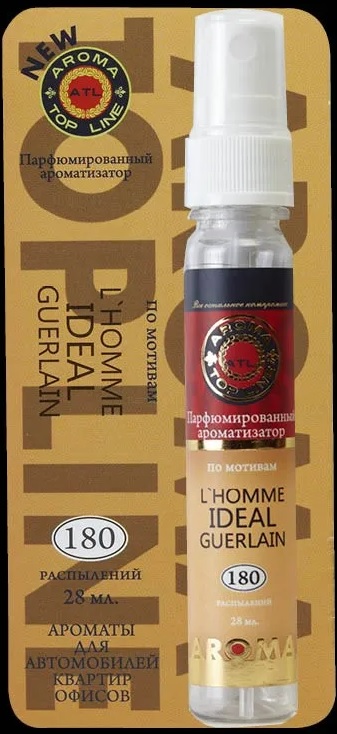 NEW
AROMA
ATL
TOP LINE
Парфюмированный
ароматизатор
AROMA
TOP LINE
по мотивам
L`HOMME
IDEAL
GUERLAIN
180
РАСПЫЛЕНИЙ
28 мл.
АРОМАТЫ
ДЛЯ
АВТОМОБИЛЕЙ
КВАРТИР
ОФИСОВ
AROMA
ATL
TOP LINE
Парфюмированный
ароматизатор
по мотивам
L`HOMME
IDEAL
GUERLAIN
180
РАСПЫЛЕНИЙ
28 мл.
AROMA